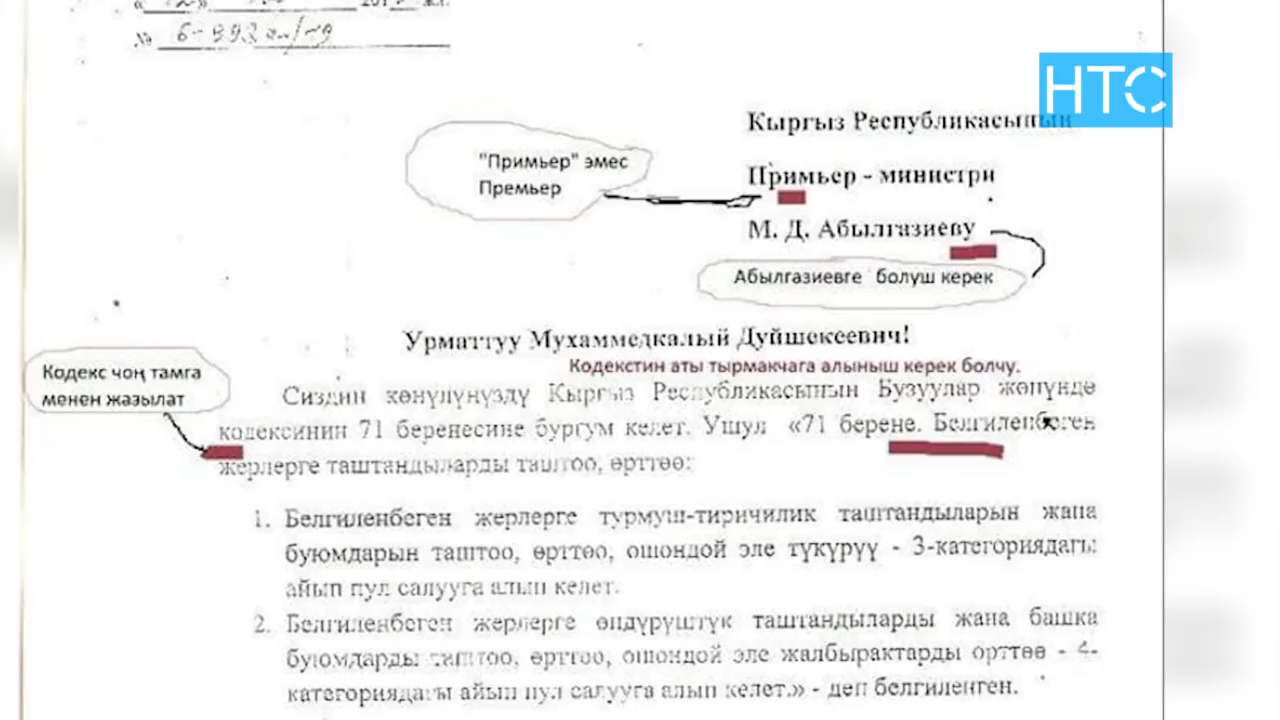 № 6-993
НТС
Кыргыз Республикасынын
"Примьер" эмес
Премьер
Примьер - министри
М. Д. Абылгазиеву
Абылгазиевге болуш керек
Урматтуу Мухаммедкалый Дуйшекеевич!
Кодекстин аты тырмакчага алыныш керек болчу.
Кодекс чоң тамга
менен жазылат
Сиздин көңүлүңүздү Кыргыз Республикасынын Бузуулар жөнүндө
кодексинин 71 беренесине бургум келет. Ушул «71 берене. Белгиленбеген
жерлерге таштандыларды таштоо, өрттөө:
1. Белгиленбеген жерлерге турмуш-тиричилик таштандыларын жана
буюмдарын таштоо, өрттөө, ошондой эле түкүрүү - 3-категориядагы
айып пул салууга алып келет.
2. Белгиленбеген жерлерге өндүрүштүк таштандыларды жана башка
буюмдарды таштоо, өрттөө, ошондой эле жалбырактарды өрттөө - 4-
категориядагы айып пул салууга алып келет.» - деп белгиленген.